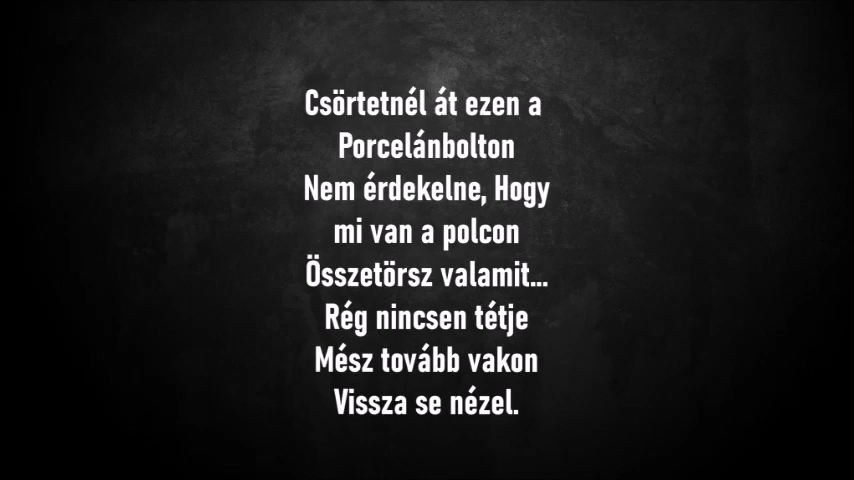 Csörtetnél át ezen a
Porcelánbolton
Nem érdekelne, Hogy
mi van a polcon
Összetörsz valamit...
Rég nincsen tétje
Mész tovább vakon
Vissza se nézel.